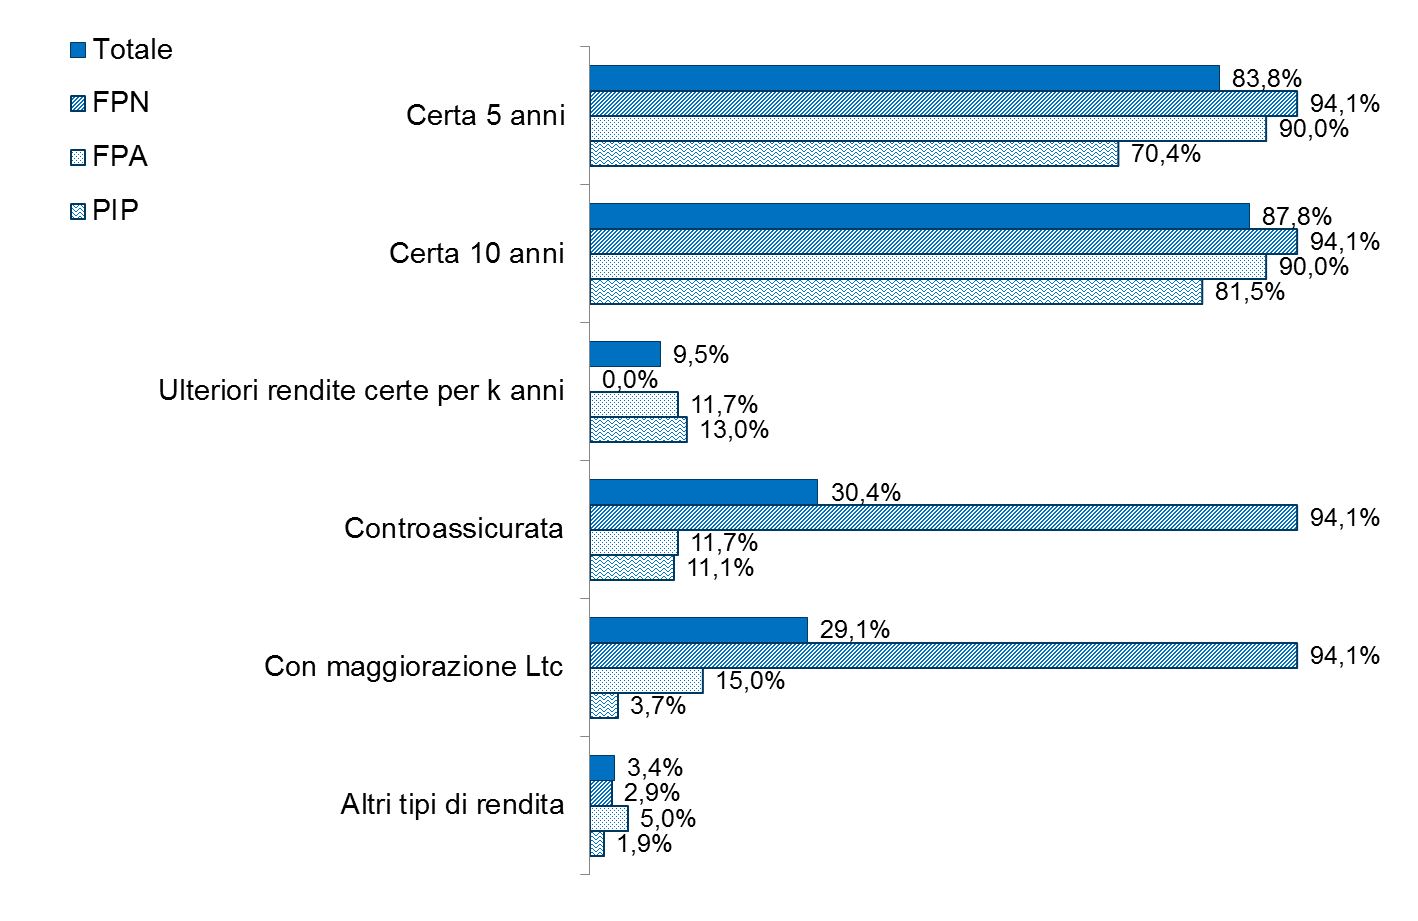 Totale
FPN
FPA
PIP
Certa 5 anni
83,8%
94,1%
90,0%
70,4%
Certa 10 anni
87,8%
94,1%
90,0%
81,5%
Ulteriori rendite certe per k anni
9,5%
0,0%
11,7%
13,0%
Controassicurata
30,4%
94,1%
11,7%
11,1%
Con maggiorazione Ltc
29,1%
94,1%
15,0%
3,7%
Altri tipi di rendita
3,4%
2,9%
5,0%
1,9%